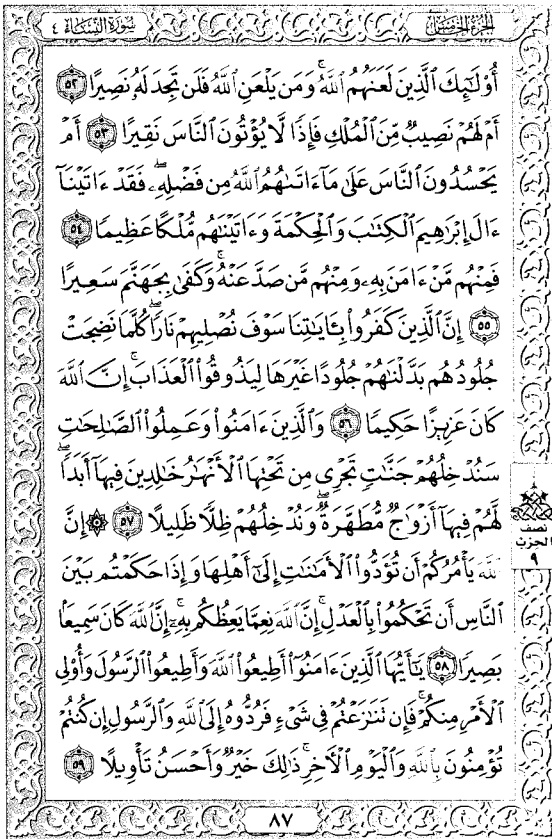 الجزء الخامس
سورة النساء ٤
أُوْلَٰٓئِكَ ٱلَّذِينَ لَعَنَهُمُ ٱللَّهُۖ وَمَن يَلْعَنِ ٱللَّهُ فَلَن تَجِدَ لَهُۥ نَصِيرًا ٥٢
أَمْ لَهُمْ نَصِيبٌ مِّنَ ٱلْمُلْكِ فَإِذًا لَّا يُؤْتُونَ ٱلنَّاسَ نَقِيرًا ٥٣ أَمْ
يَحْسُدُونَ ٱلنَّاسَ عَلَىٰ مَآ ءَاتَىٰهُمُ ٱللَّهُ مِن فَضْلِهِۦۖ فَقَدْ ءَاتَيْنَآ
ءَالَ إِبْرَٰهِيمَ ٱلْكِتَٰبَ وَٱلْحِكْمَةَ وَءَاتَيْنَٰهُم مُّلْكًا عَظِيمًا ٥٤
فَمِنْهُم مَّنْ ءَامَنَ بِهِۦ وَمِنْهُم مَّن صَدَّ عَنْهُۚ وَكَفَىٰ بِجَهَنَّمَ سَعِيرًا
٥٥ إِنَّ ٱلَّذِينَ كَفَرُوا۟ بِـَٔايَٰتِنَا سَوْفَ نُصْلِيهِمْ نَارًا كُلَّمَا نَضِجَتْ
جُلُودُهُم بَدَّلْنَٰهُمْ جُلُودًا غَيْرَهَا لِيَذُوقُوا۟ ٱلْعَذَابَۗ إِنَّ ٱللَّهَ
كَانَ عَزِيزًا حَكِيمًا ٥٦ وَٱلَّذِينَ ءَامَنُوا۟ وَعَمِلُوا۟ ٱلصَّٰلِحَٰتِ
سَنُدْخِلُهُمْ جَنَّٰتٍ تَجْرِى مِن تَحْتِهَا ٱلْأَنْهَٰرُ خَٰلِدِينَ فِيهَآ أَبَدًاۖ
لَّهُمْ فِيهَآ أَزْوَٰجٌ مُّطَهَّرَةٌۖ وَنُدْخِلُهُمْ ظِلًّا ظَلِيلًا ٥٧ ۞ إِنَّ
ٱللَّهَ يَأْمُرُكُمْ أَن تُؤَدُّوا۟ ٱلْأَمَٰنَٰتِ إِلَىٰٓ أَهْلِهَا وَإِذَا حَكَمْتُم بَيْنَ
ٱلنَّاسِ أَن تَحْكُمُوا۟ بِٱلْعَدْلِۚ إِنَّ ٱللَّهَ نِعِمَّا يَعِظُكُم بِهِۦٓۗ إِنَّ ٱللَّهَ كَانَ سَمِيعًۢا
بَصِيرًا ٥٨ يَٰٓأَيُّهَا ٱلَّذِينَ ءَامَنُوٓا۟ أَطِيعُوا۟ ٱللَّهَ وَأَطِيعُوا۟ ٱلرَّسُولَ وَأُو۟لِى
ٱلْأَمْرِ مِنكُمْۖ فَإِن تَنَٰزَعْتُمْ فِى شَىْءٍ فَرُدُّوهُ إِلَى ٱللَّهِ وَٱلرَّسُولِ إِن كُنتُمْ
تُؤْمِنُونَ بِٱللَّهِ وَٱلْيَوْمِ ٱلْـَٔاخِرِۚ ذَٰلِكَ خَيْرٌ وَأَحْسَنُ تَأْوِيلًا ٥٩
نصف
الحزب
٩
٨٧